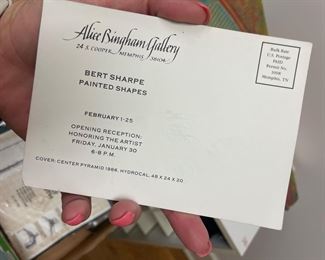 Alice Bingham Gallery
24 S. COOPER, MEMPHIS 38104
Bulk Rate
U.S. Postage
PAID
Permit No.
Memphis, TN
BERT SHARPE
PAINTED SHAPES
FEBRUARY 1-25
OPENING RECEPTION:
HONORING THE ARTIST
FRIDAY, JANUARY 30
6-8 P.M.
COVER: CENTER PYRAMID 1986, HYDROCAL, 48 X 24 X 20